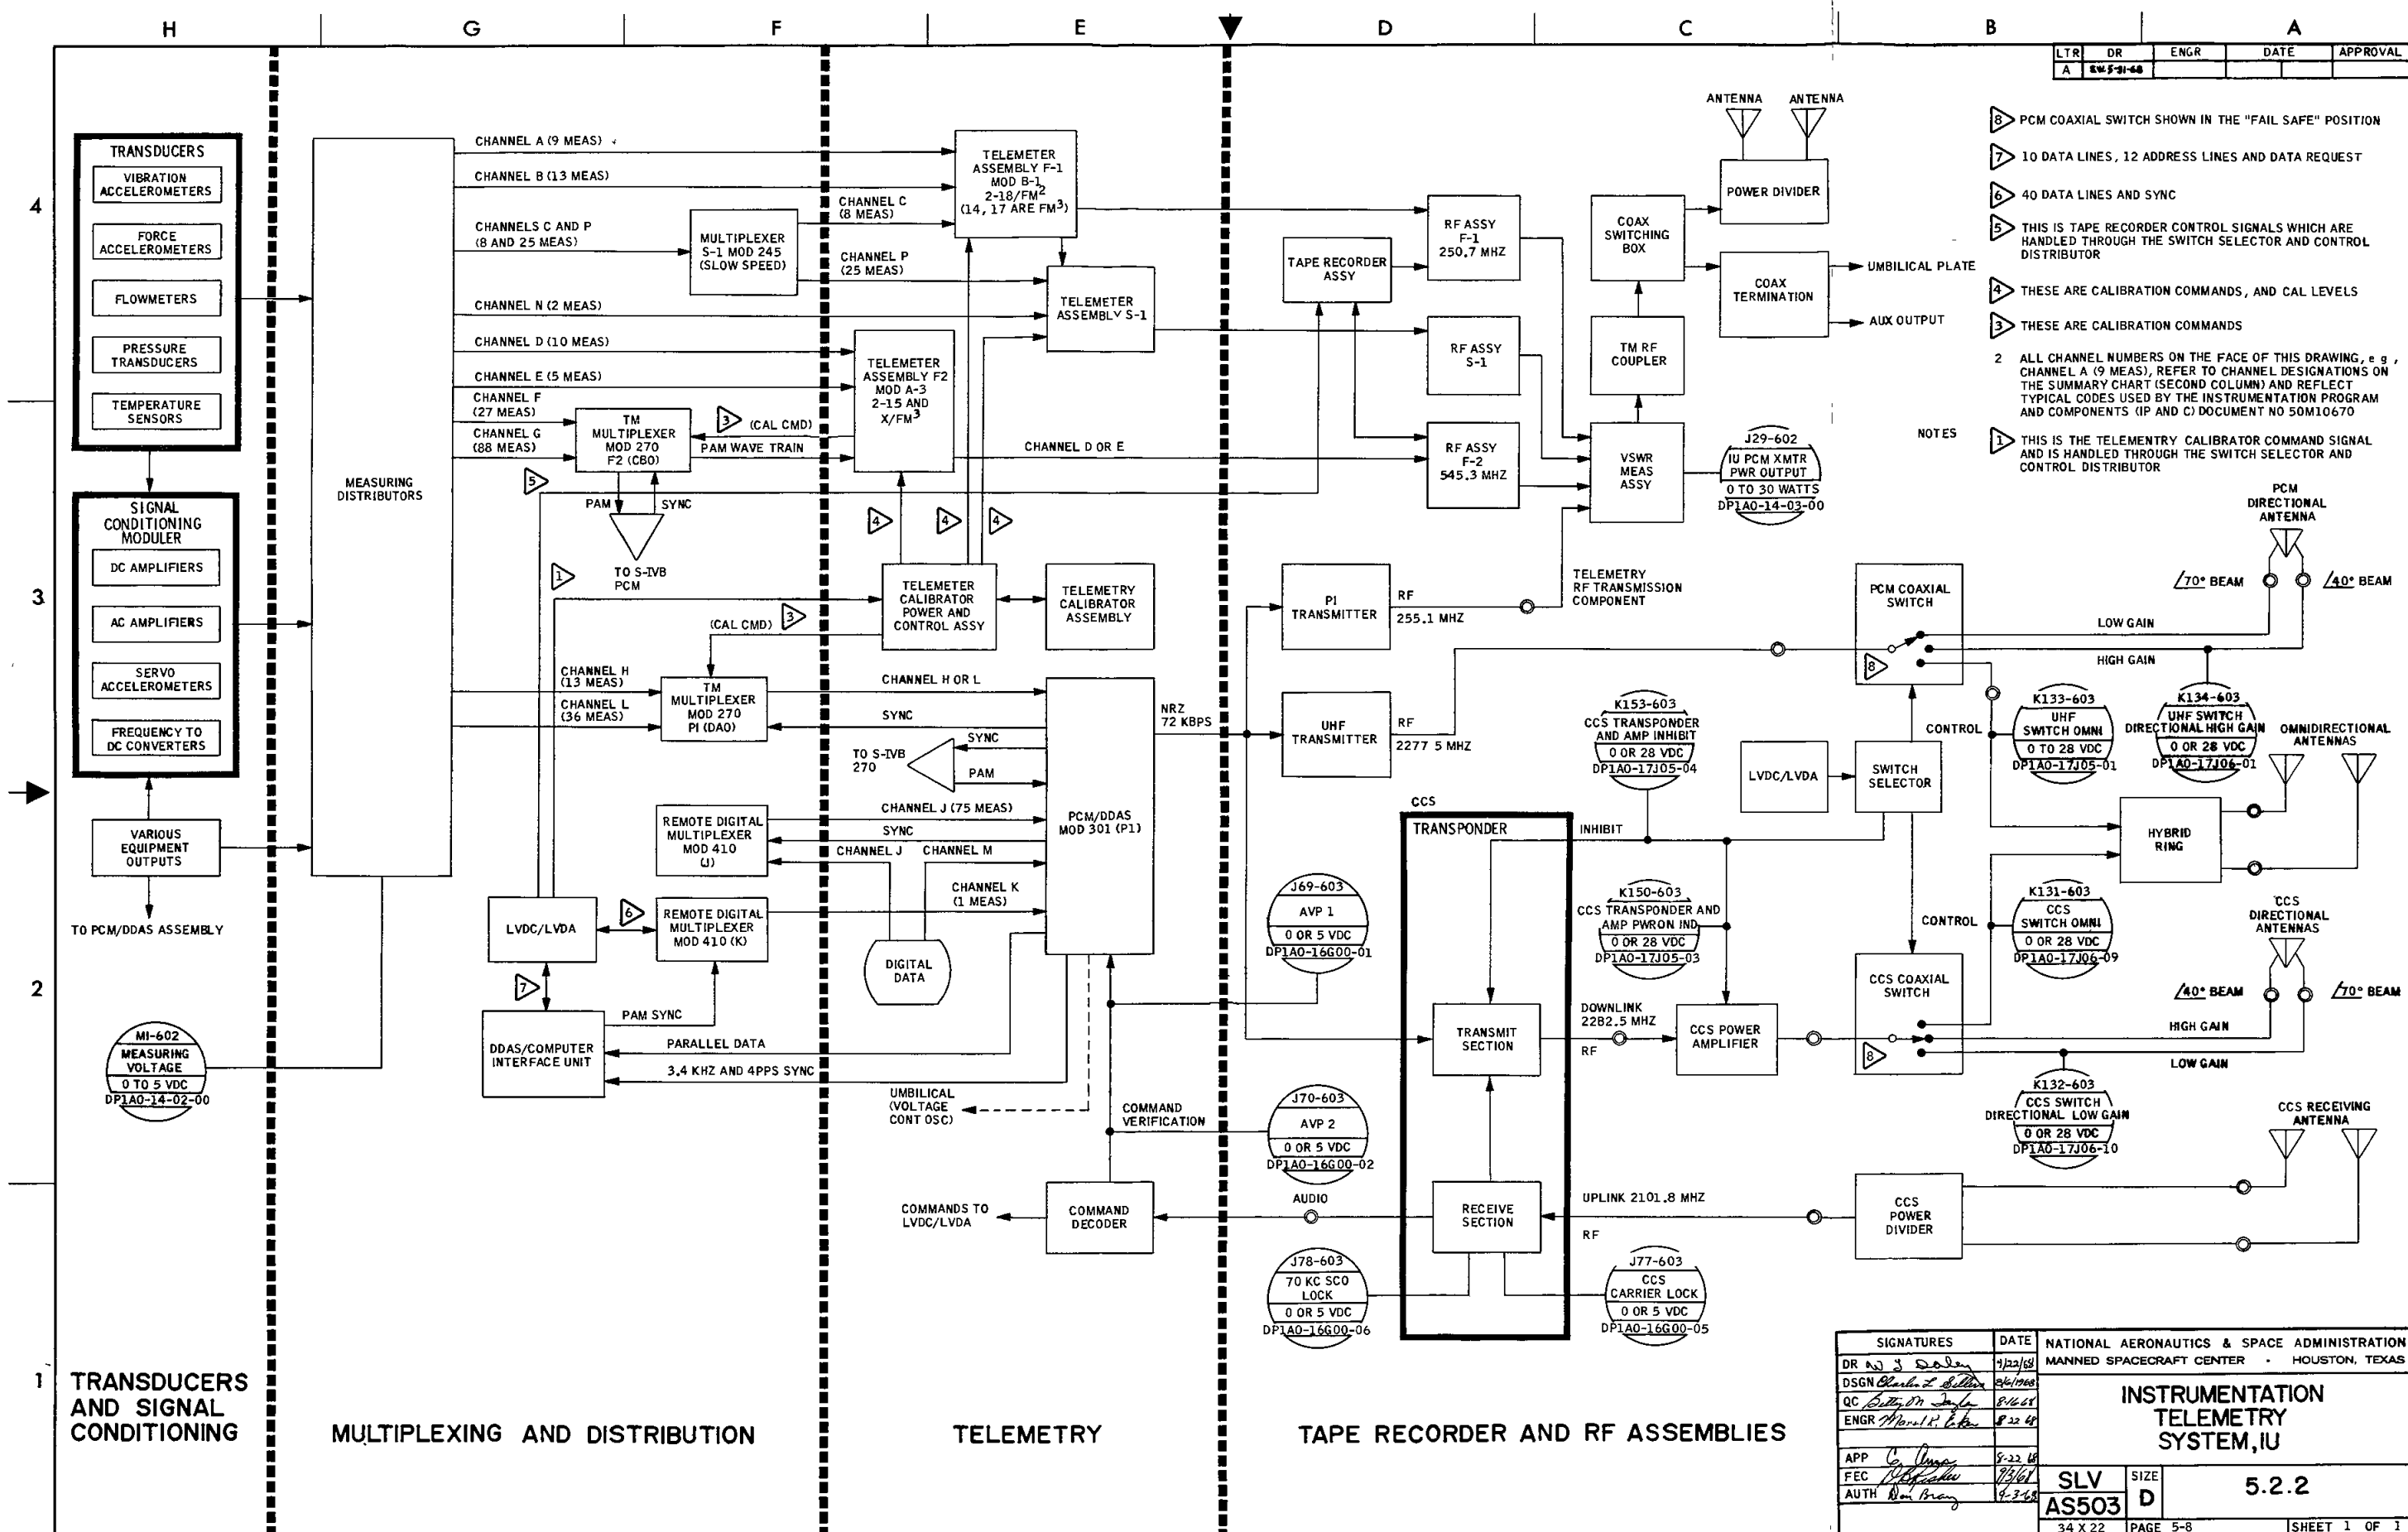 H
G
F
E
D
C
B
A
LTR DR ENGR DATE APPROVAL
A 5-31-68
4
3
2
1
TRANSDUCERS
VIBRATION
ACCELEROMETERS
FORCE
ACCELEROMETERS
FLOWMETERS
PRESSURE
TRANSDUCERS
TEMPERATURE
SENSORS
SIGNAL
CONDITIONING
MODULER
DC AMPLIFIERS
AC AMPLIFIERS
SERVO
ACCELEROMETERS
FREQUENCY TO
DC CONVERTERS
VARIOUS
EQUIPMENT
OUTPUTS
TO PCM/DDAS ASSEMBLY
MI-602
MEASURING
VOLTAGE
0 TO 5 VDC
DP1A0-14-02-00
TRANSDUCERS
AND SIGNAL
CONDITIONING
MEASURING
DISTRIBUTORS
CHANNEL A (9 MEAS)
CHANNEL B (13 MEAS)
CHANNELS C AND P
(8 AND 25 MEAS)
CHANNEL N (2 MEAS)
CHANNEL D (10 MEAS)
CHANNEL E (5 MEAS)
CHANNEL F
(27 MEAS)
CHANNEL G
(88 MEAS)
MULTIPLEXER
S-1 MOD 245
(SLOW SPEED)
CHANNEL C
(8 MEAS)
CHANNEL P
(25 MEAS)
TM
MULTIPLEXER
MOD 270
F2 (CBO)
3 (CAL CMD)
PAM WAVE TRAIN
5
PAM
SYNC
TO S-IVB
PCM
1
(CAL CMD) 3
CHANNEL H
(13 MEAS)
CHANNEL L
(36 MEAS)
TM
MULTIPLEXER
MOD 270
PI (DAO)
REMOTE DIGITAL
MULTIPLEXER
MOD 410
(J)
LVDC/LVDA
6
REMOTE DIGITAL
MULTIPLEXER
MOD 410 (K)
7
PAM SYNC
DDAS/COMPUTER
INTERFACE UNIT
PARALLEL DATA
3.4 KHZ AND 4PPS SYNC
MULTIPLEXING AND DISTRIBUTION
TELEMETER
ASSEMBLY F-1
MOD B-1
2-18/FM2
(14, 17 ARE FM3)
TELEMETER
ASSEMBLY S-1
TELEMETER
ASSEMBLY F2
MOD A-3
2-15 AND
X/FM3
CHANNEL D OR E
4
4
4
TELEMETER
CALIBRATOR
POWER AND
CONTROL ASSY
TELEMETRY
CALIBRATOR
ASSEMBLY
CHANNEL H OR L
SYNC
SYNC
TO S-IVB
270
PAM
CHANNEL J (75 MEAS)
SYNC
CHANNEL J
CHANNEL M
CHANNEL K
(1 MEAS)
PCM/DDAS
MOD 301 (P1)
DIGITAL
DATA
UMBILICAL
(VOLTAGE
CONT OSC)
COMMAND
VERIFICATION
COMMANDS TO
LVDC/LVDA
COMMAND
DECODER
NRZ
72 KBPS
TELEMETRY
TAPE RECORDER
ASSY
RF ASSY
F-1
250.7 MHZ
RF ASSY
S-1
RF ASSY
F-2
545.3 MHZ
PI
TRANSMITTER
RF
255.1 MHZ
UHF
TRANSMITTER
RF
2277 5 MHZ
ANTENNA
ANTENNA
POWER DIVIDER
COAX
SWITCHING
BOX
COAX
TERMINATION
UMBILICAL PLATE
AUX OUTPUT
TM RF
COUPLER
VSWR
MEAS
ASSY
J29-602
IU PCM XMTR
PWR OUTPUT
0 TO 30 WATTS
DP1A0-14-03-00
TELEMETRY
RF TRANSMISSION
COMPONENT
8 PCM COAXIAL SWITCH SHOWN IN THE "FAIL SAFE" POSITION
7 10 DATA LINES, 12 ADDRESS LINES AND DATA REQUEST
6 40 DATA LINES AND SYNC
5 THIS IS TAPE RECORDER CONTROL SIGNALS WHICH ARE
HANDLED THROUGH THE SWITCH SELECTOR AND CONTROL
DISTRIBUTOR
4 THESE ARE CALIBRATION COMMANDS, AND CAL LEVELS
3 THESE ARE CALIBRATION COMMANDS
2 ALL CHANNEL NUMBERS ON THE FACE OF THIS DRAWING, e g ,
CHANNEL A (9 MEAS), REFER TO CHANNEL DESIGNATIONS ON
THE SUMMARY CHART (SECOND COLUMN) AND REFLECT
TYPICAL CODES USED BY THE INSTRUMENTATION PROGRAM
AND COMPONENTS (IP AND C) DOCUMENT NO 50M10670
NOTES
1 THIS IS THE TELEMENTRY CALIBRATOR COMMAND SIGNAL
AND IS HANDLED THROUGH THE SWITCH SELECTOR AND
CONTROL DISTRIBUTOR
PCM
DIRECTIONAL
ANTENNA
70° BEAM
40° BEAM
PCM COAXIAL
SWITCH
8
LOW GAIN
HIGH GAIN
K153-603
CCS TRANSPONDER
AND AMP INHIBIT
0 OR 28 VDC
DP1A0-17J05-04
LVDC/LVDA
SWITCH
SELECTOR
CONTROL
K133-603
UHF
SWITCH OMNI
0 TO 28 VDC
DP1A0-17J05-01
K134-603
UHF SWITCH
DIRECTIONAL HIGH GAIN
0 OR 28 VDC
DP1A0-17J06-01
OMNIDIRECTIONAL
ANTENNAS
HYBRID
RING
CCS
TRANSPONDER
INHIBIT
J69-603
AVP 1
0 OR 5 VDC
DP1A0-16G00-01
K150-603
CCS TRANSPONDER AND
AMP PWRON IND
0 OR 28 VDC
DP1A0-17J05-03
CONTROL
K131-603
CCS
SWITCH OMNI
0 OR 28 VDC
DP1A0-17J06-09
CCS
DIRECTIONAL
ANTENNAS
40° BEAM
70° BEAM
TRANSMIT
SECTION
DOWNLINK
2282.5 MHZ
RF
CCS POWER
AMPLIFIER
CCS COAXIAL
SWITCH
8
HIGH GAIN
LOW GAIN
J70-603
AVP 2
0 OR 5 VDC
DP1A0-16G00-02
K132-603
CCS SWITCH
DIRECTIONAL LOW GAIN
0 OR 28 VDC
DP1A0-17J06-10
CCS RECEIVING
ANTENNA
AUDIO
RECEIVE
SECTION
UPLINK 2101.8 MHZ
RF
CCS
POWER
DIVIDER
J78-603
70 KC SCO
LOCK
0 OR 5 VDC
DP1A0-16G00-06
J77-603
CCS
CARRIER LOCK
0 OR 5 VDC
DP1A0-16G00-05
TAPE RECORDER AND RF ASSEMBLIES
SIGNATURES DATE
DR
DSGN Charles L
QC Betty M
ENGR 8 22 68
APP 8-22 68
FEC 9/3/68
AUTH Don Bray 9-3-68
NATIONAL AERONAUTICS & SPACE ADMINISTRATION
MANNED SPACECRAFT CENTER · HOUSTON, TEXAS
INSTRUMENTATION
TELEMETRY
SYSTEM,IU
SLV
AS503
SIZE
D
5.2.2
34 X 22 PAGE 5-8 SHEET 1 OF 1